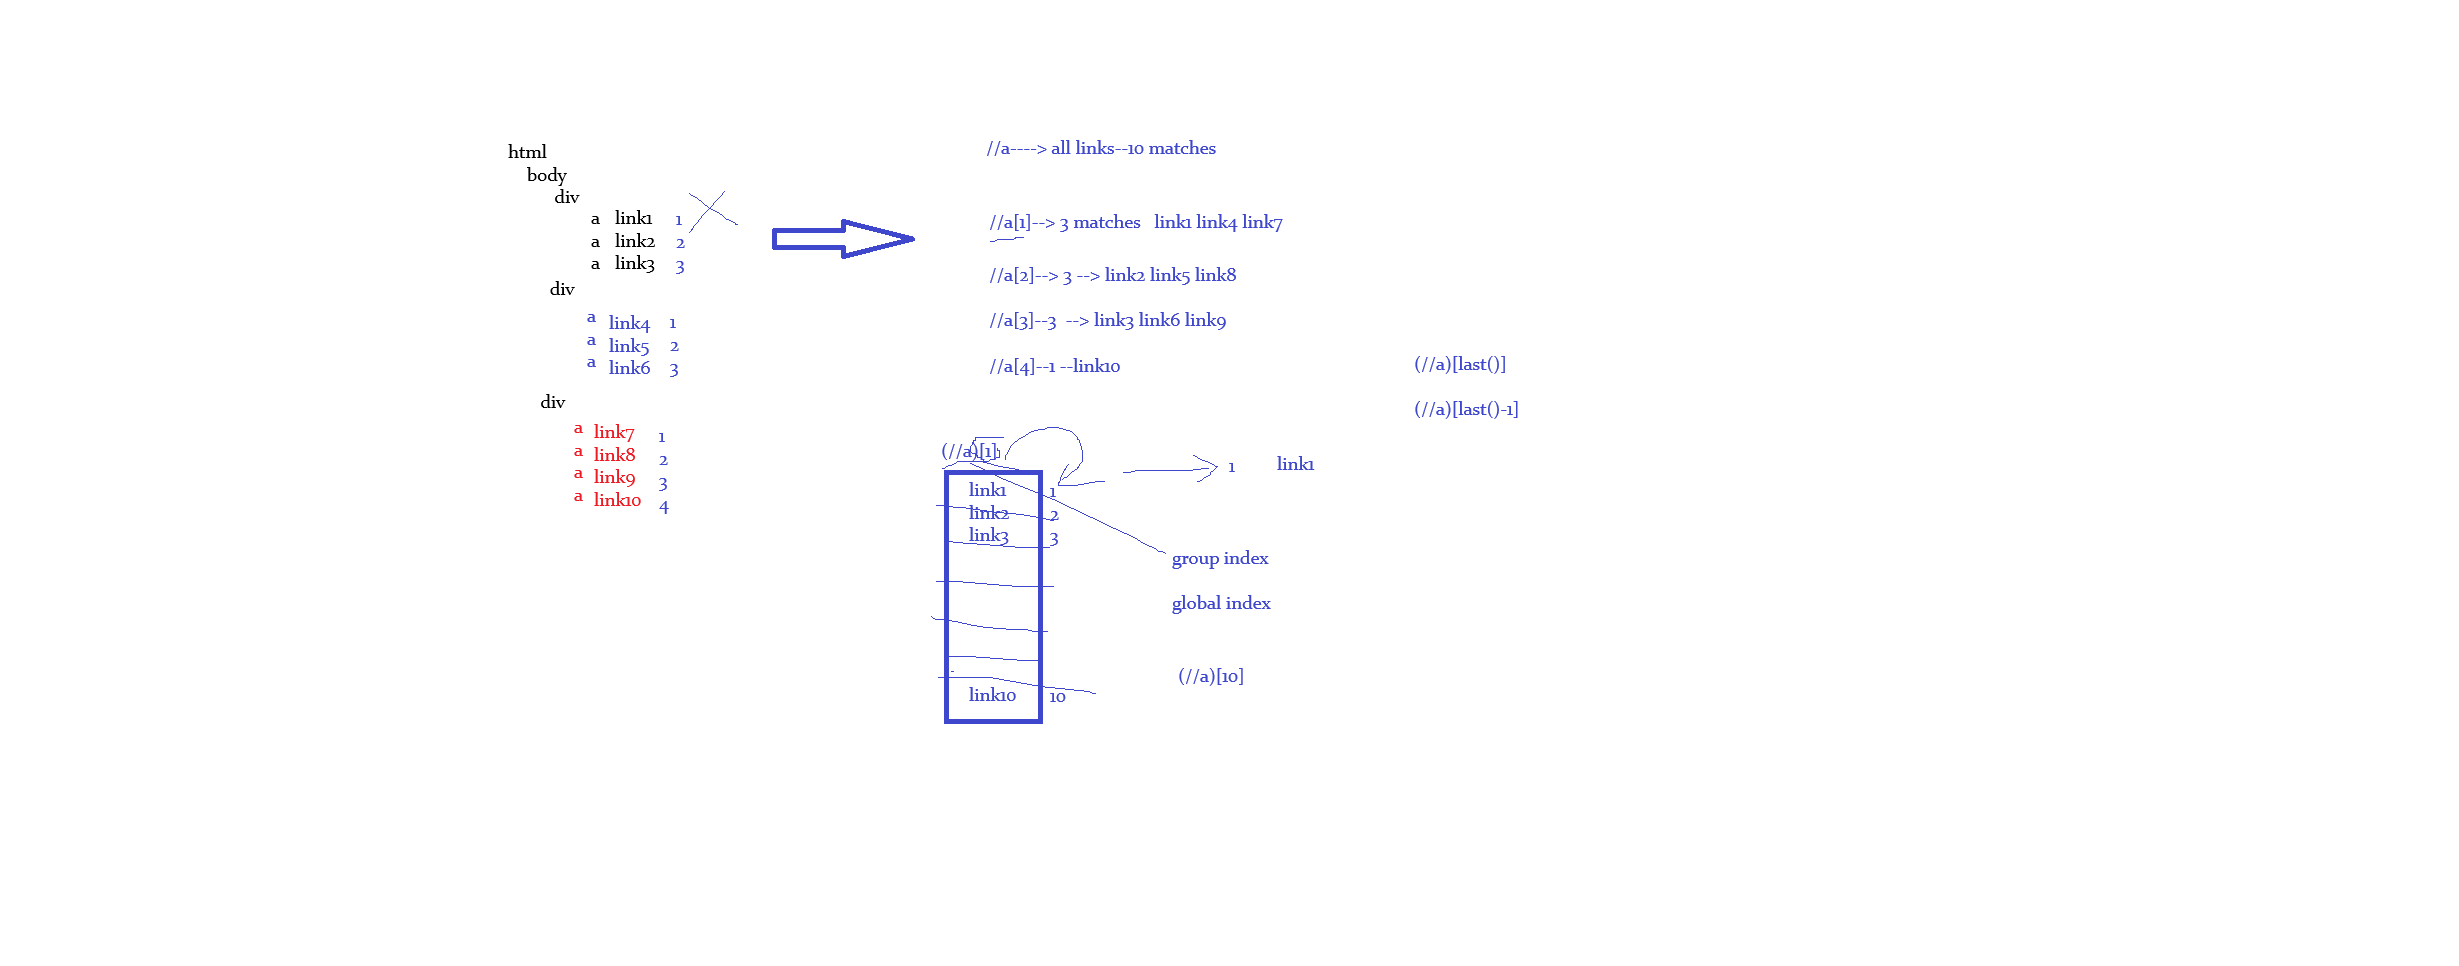 html
body
div
a link1 1
a link2 2
a link3 3
div
a link4 1
a link5 2
a link6 3
div
a link7 1
a link8 2
a link9 3
a link10 4
//a----> all links--10 matches
//a[1]--> 3 matches link1 link4 link7
//a[2]--> 3 --> link2 link5 link8
//a[3]--3 --> link3 link6 link9
//a[4]--1 --link10
(//a)[last()]
(//a)[last()-1]
(//a)[1]
link1 1
link2 2
link3 3
link10 10
1 link1
group index
global index
(//a)[10]